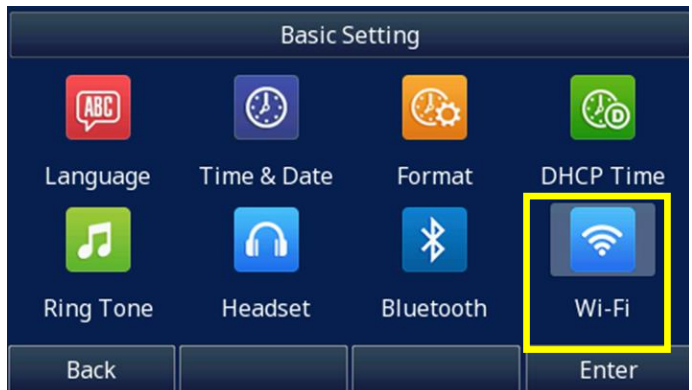 Basic Setting
ABC
Language Time & Date Format DHCP Time
D
Ring Tone Headset Bluetooth Wi-Fi
Back Enter